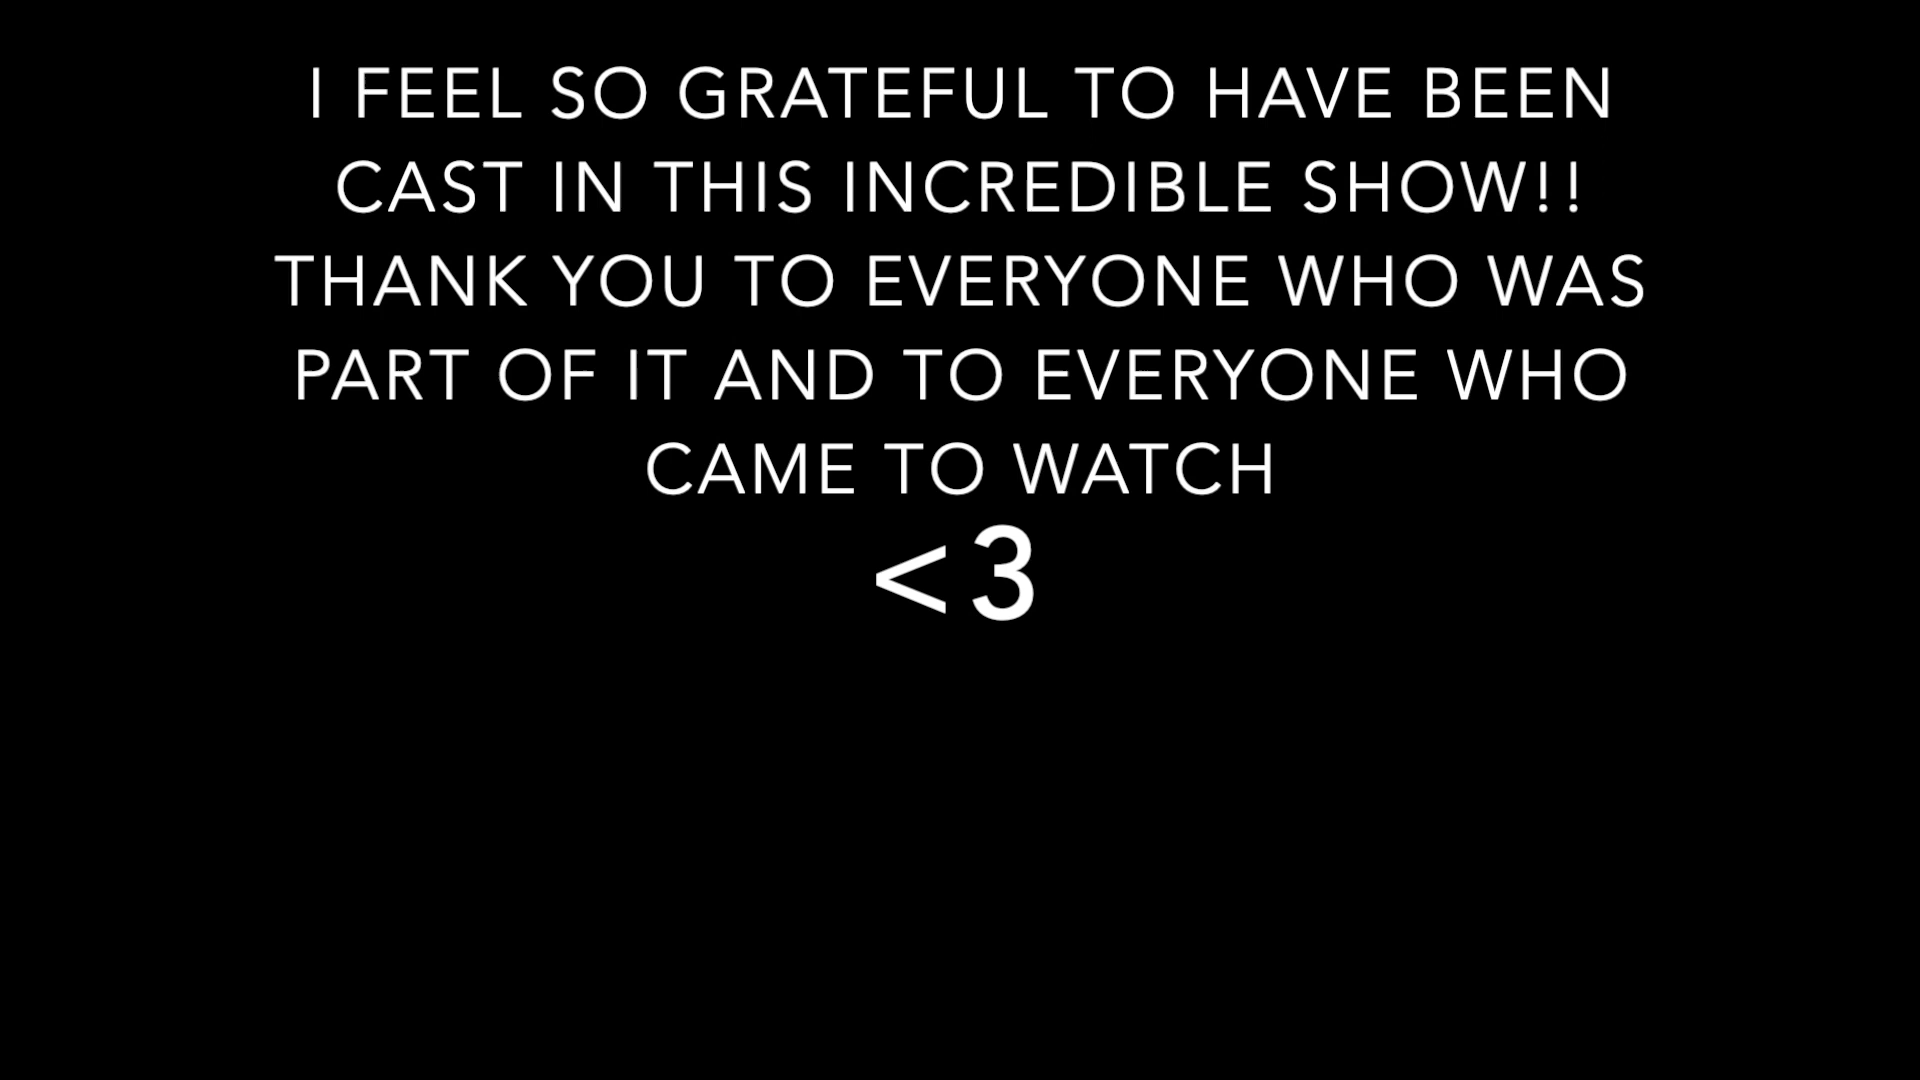 I FEEL SO GRATEFUL TO HAVE BEEN
CAST IN THIS INCREDIBLE SHOW!!
THANK YOU TO EVERYONE WHO WAS
PART OF IT AND TO EVERYONE WHO
CAME TO WATCH
<3